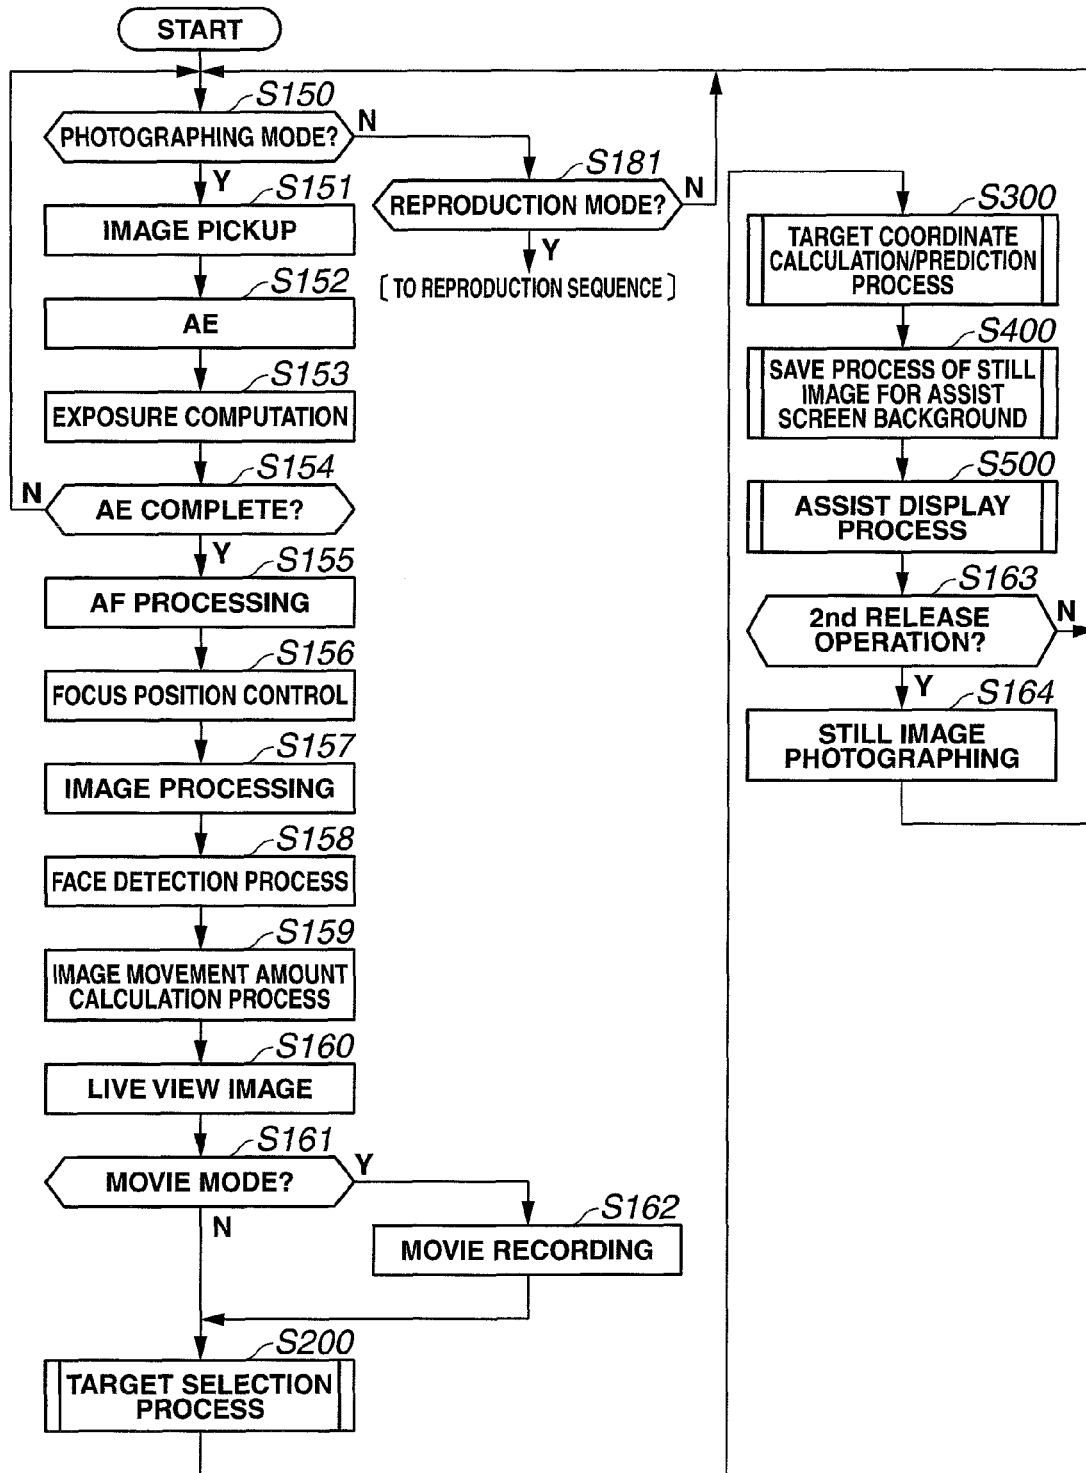 START
S150
PHOTOGRAPHING MODE?
N
Y
S151
IMAGE PICKUP
S152
AE
S153
EXPOSURE COMPUTATION
S154
N
AE COMPLETE?
Y
S155
AF PROCESSING
S156
FOCUS POSITION CONTROL
S157
IMAGE PROCESSING
S158
FACE DETECTION PROCESS
S159
IMAGE MOVEMENT AMOUNT
CALCULATION PROCESS
S160
LIVE VIEW IMAGE
S161
MOVIE MODE?
Y
N
S162
MOVIE RECORDING
S200
TARGET SELECTION
PROCESS
S181
REPRODUCTION MODE?
N
Y
[ TO REPRODUCTION SEQUENCE ]
S300
TARGET COORDINATE
CALCULATION/PREDICTION
PROCESS
S400
SAVE PROCESS OF STILL
IMAGE FOR ASSIST
SCREEN BACKGROUND
S500
ASSIST DISPLAY
PROCESS
S163
2nd RELEASE
OPERATION?
N
Y
S164
STILL IMAGE
PHOTOGRAPHING